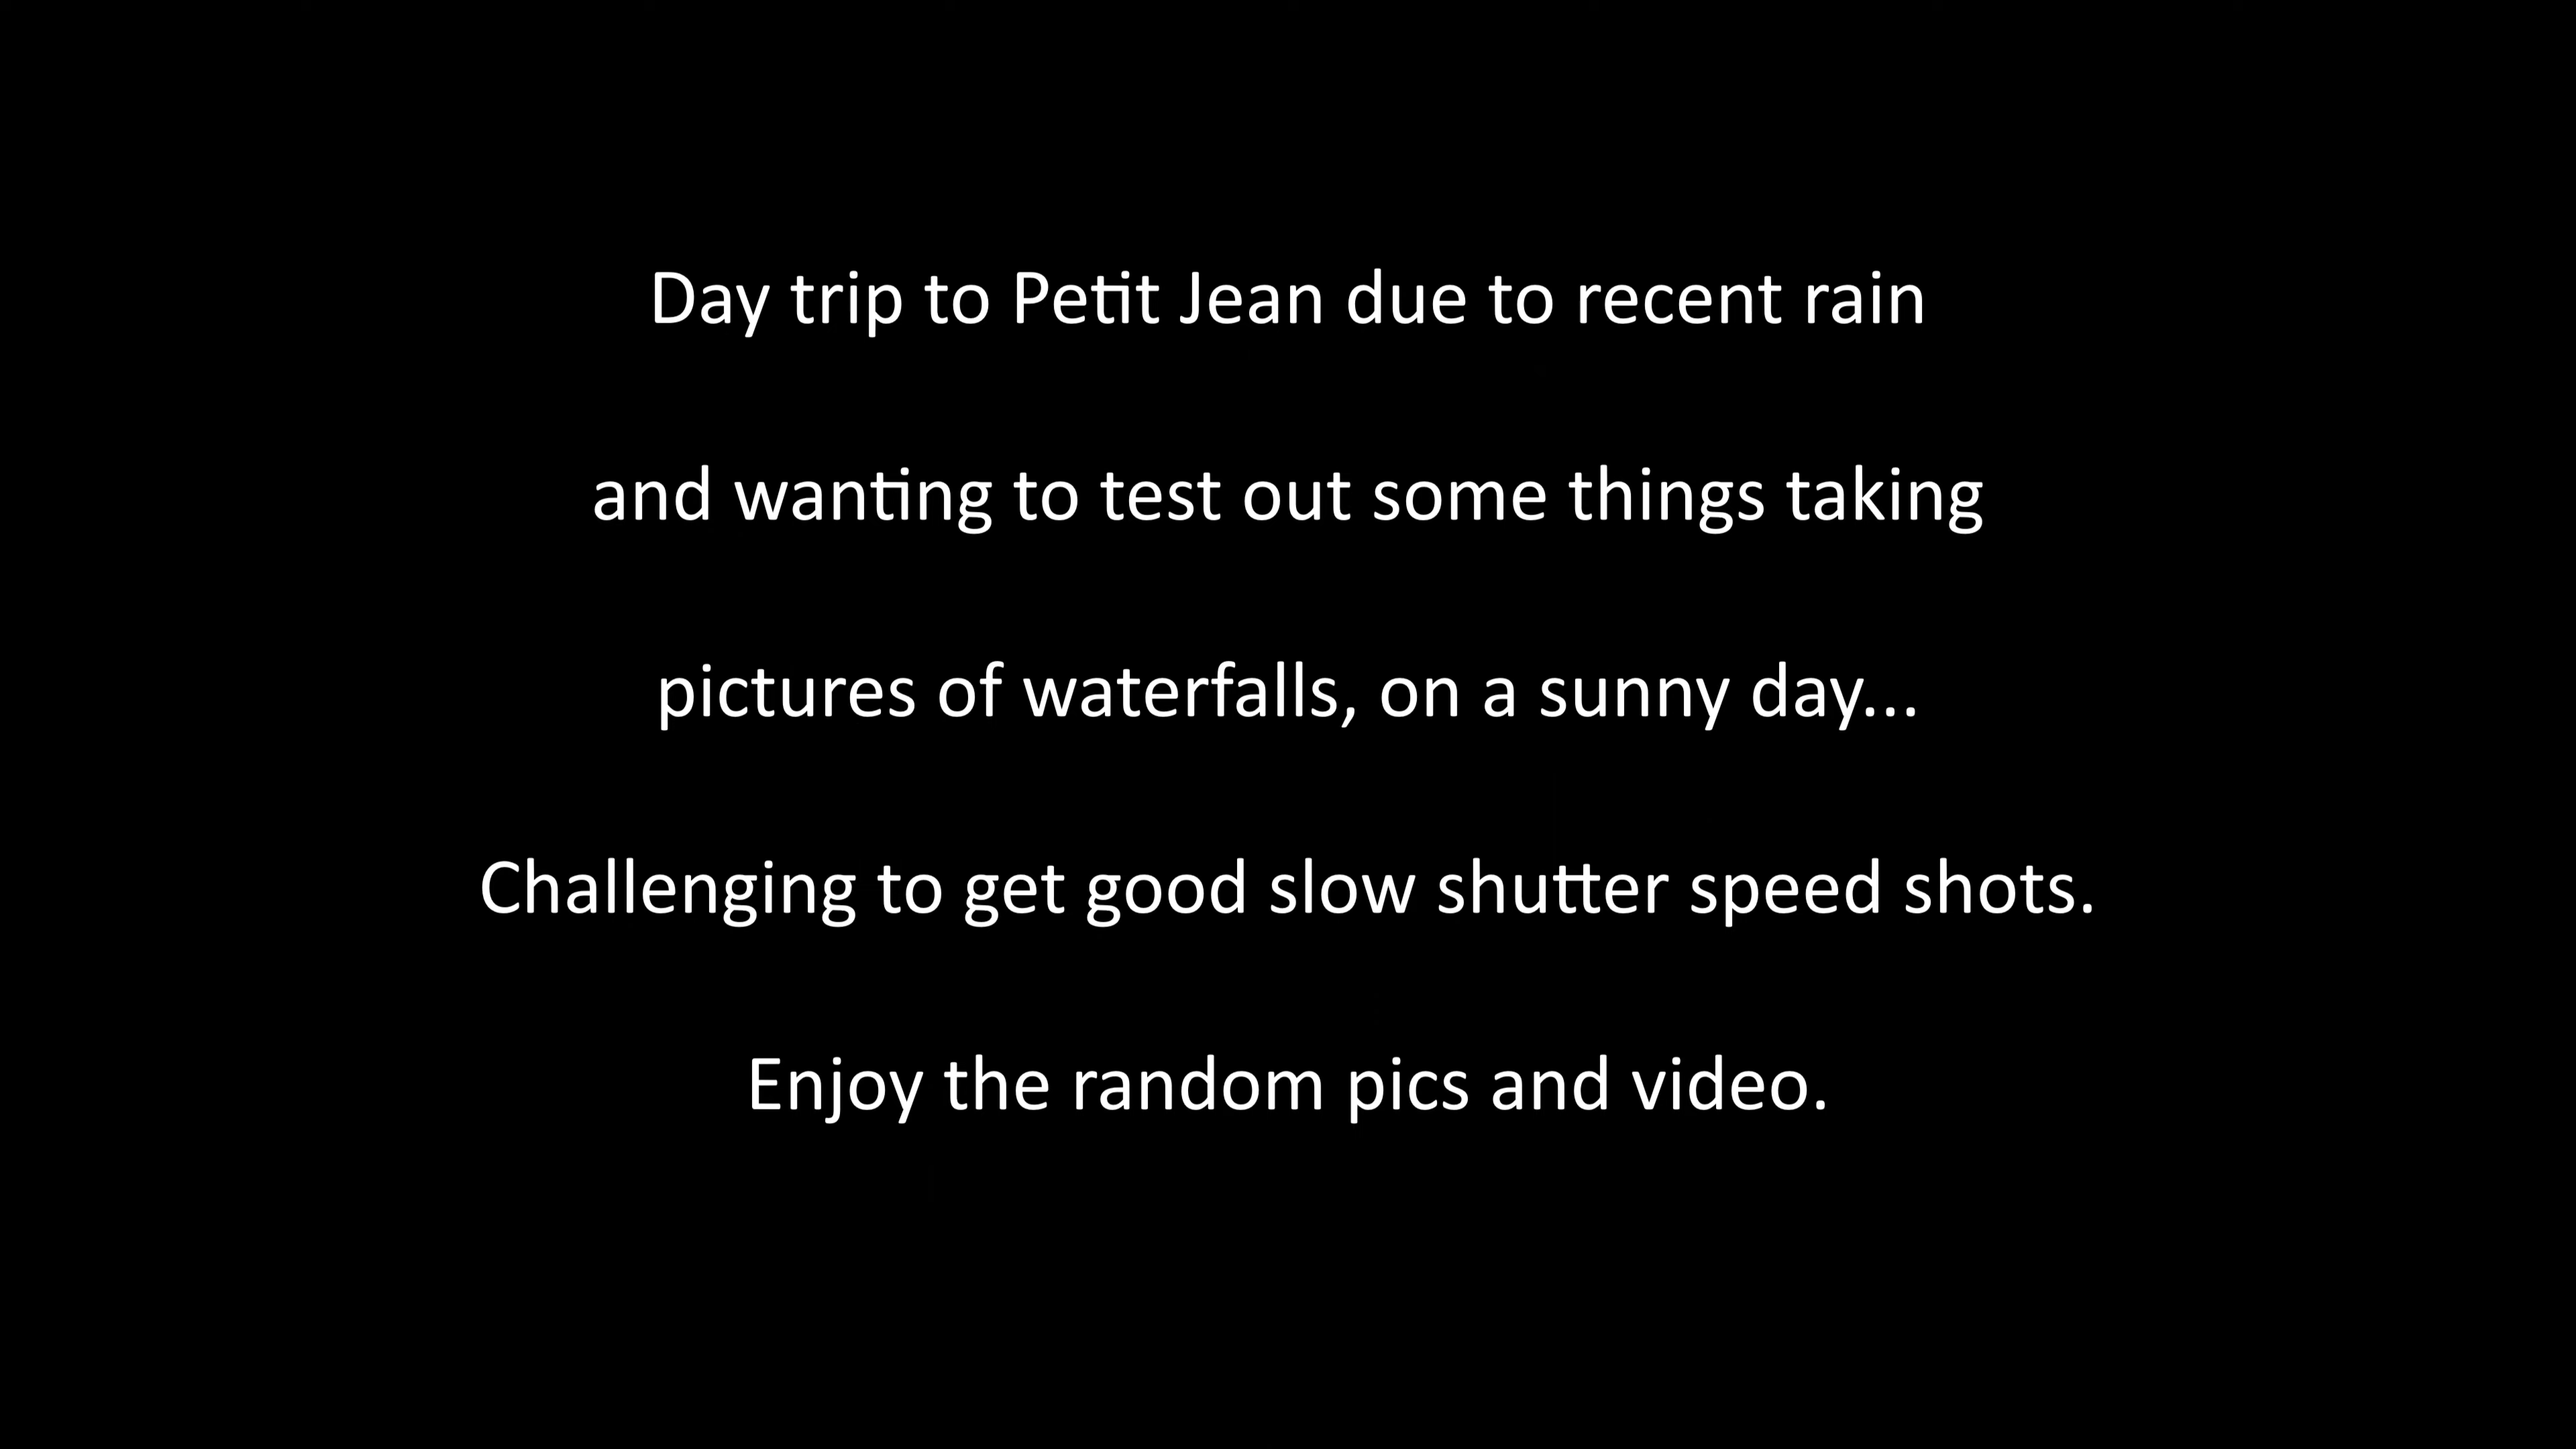 Day trip to Petit Jean due to recent rain
and wanting to test out some things taking
pictures of waterfalls, on a sunny day...
Challenging to get good slow shutter speed shots.
Enjoy the random pics and video.